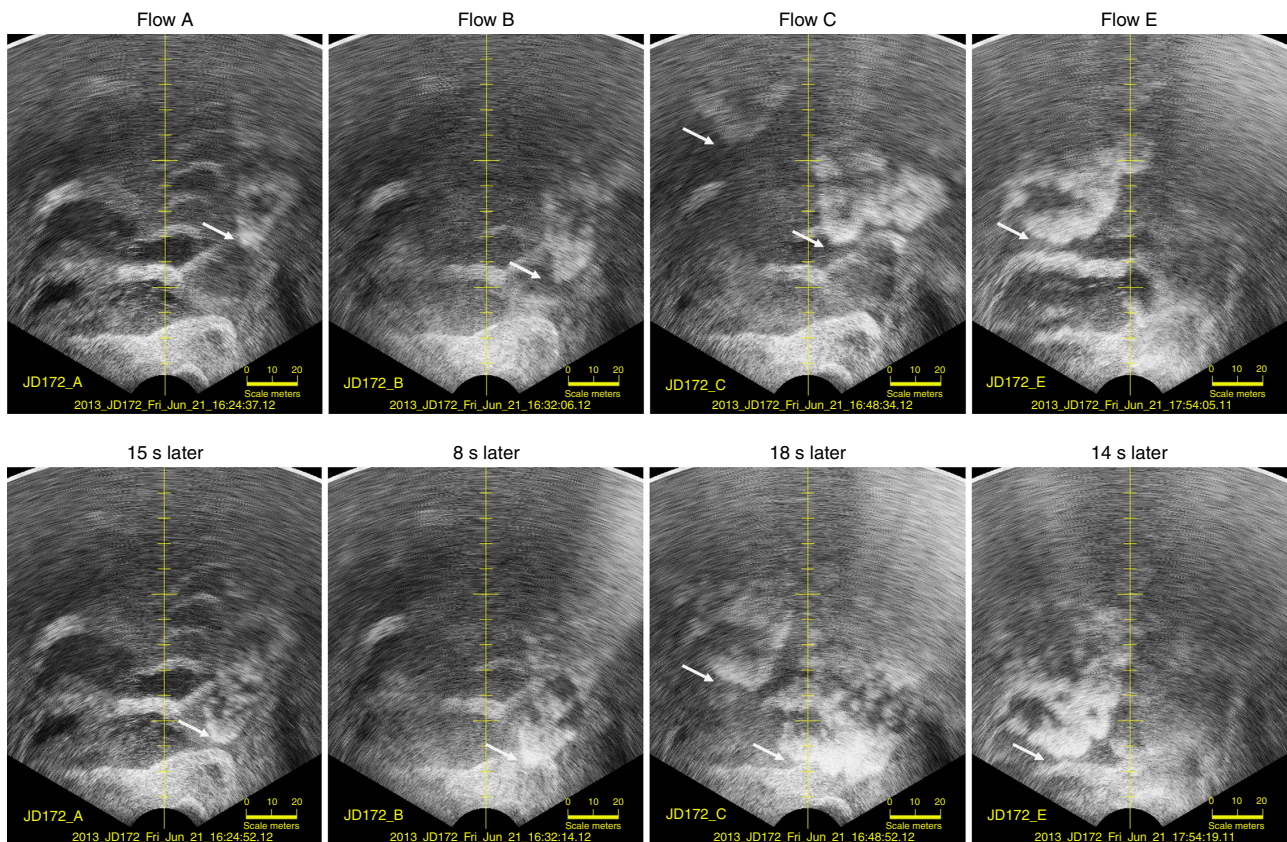 Flow A
Flow B
Flow C
Flow E
JD172_A
0 10 20
Scale meters
2013_JD172_Fri_Jun_21_16:24:37.12
JD172_B
0 10 20
Scale meters
2013_JD172_Fri_Jun_21_16:32:06.12
JD172_C
0 10 20
Scale meters
2013_JD172_Fri_Jun_21_16:48:34.12
JD172_E
0 10 20
Scale meters
2013_JD172_Fri_Jun_21_17:54:05.11
15 s later
8 s later
18 s later
14 s later
JD172_A
0 10 20
Scale meters
2013_JD172_Fri_Jun_21_16:24:52.12
JD172_B
0 10 20
Scale meters
2013_JD172_Fri_Jun_21_16:32:14.12
JD172_C
0 10 20
Scale meters
2013_JD172_Fri_Jun_21_16:48:52.12
JD172_E
0 10 20
Scale meters
2013_JD172_Fri_Jun_21_17:54:19.11